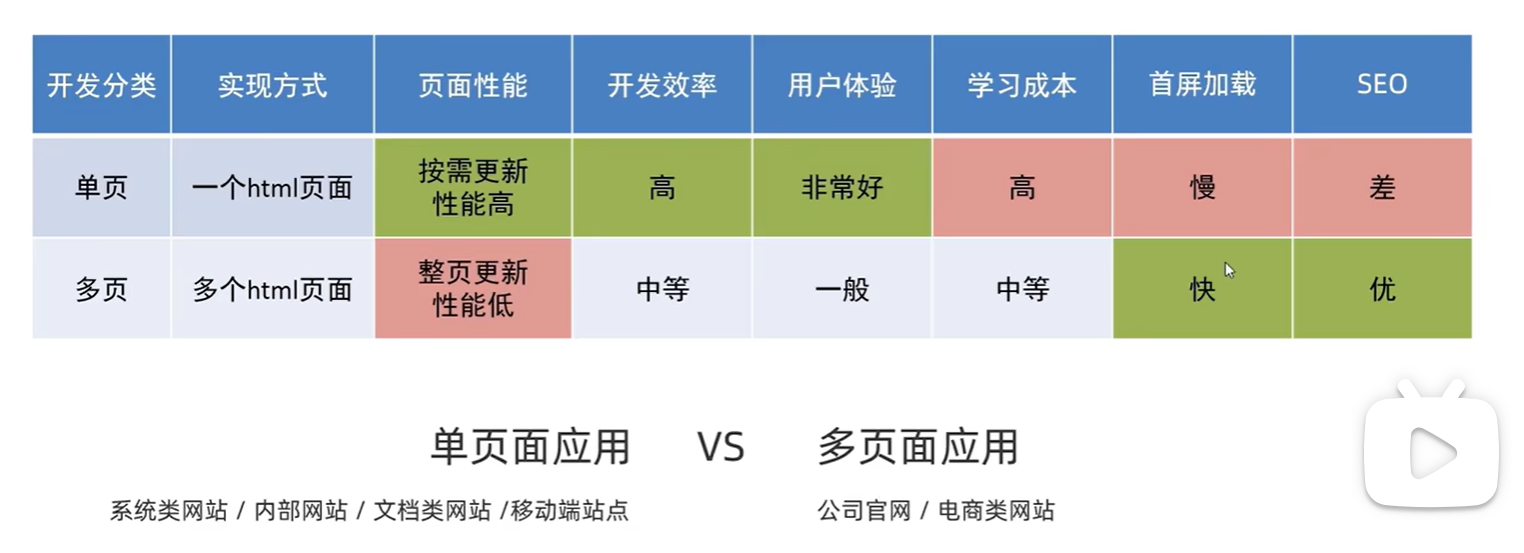 开发分类 实现方式 页面性能 开发效率 用户体验 学习成本 首屏加载 SEO
单页 一个html页面 按需更新 高 非常好 高 慢 差
性能高
多页 多个html页面 整页更新 中等 一般 中等 快 优
性能低
单页面应用 VS 多页面应用
系统类网站 / 内部网站 / 文档类网站 /移动端站点 公司官网 / 电商类网站